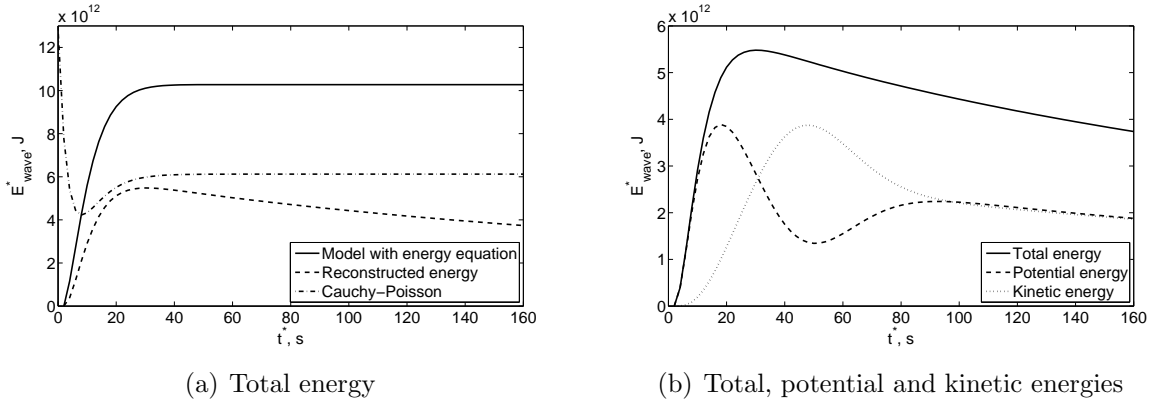 x 10^12
12
10
8
6
4
2
0
E*wave, J
0 20 40 60 80 100 120 140 160
t*, s
Model with energy equation
Reconstructed energy
Cauchy−Poisson
(a) Total energy
x 10^12
6
5
4
3
2
1
0
E*wave, J
0 20 40 60 80 100 120 140 160
t*, s
Total energy
Potential energy
Kinetic energy
(b) Total, potential and kinetic energies